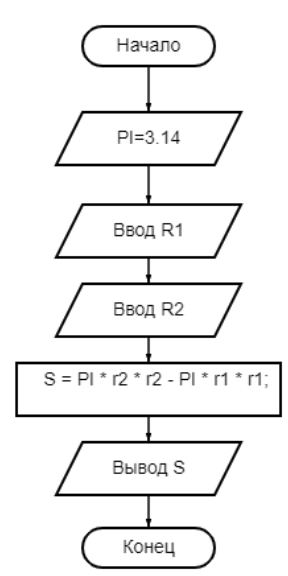 Начало
PI=3.14
Ввод R1
Ввод R2
S = PI * r2 * r2 - PI * r1 * r1;
Вывод S
Конец